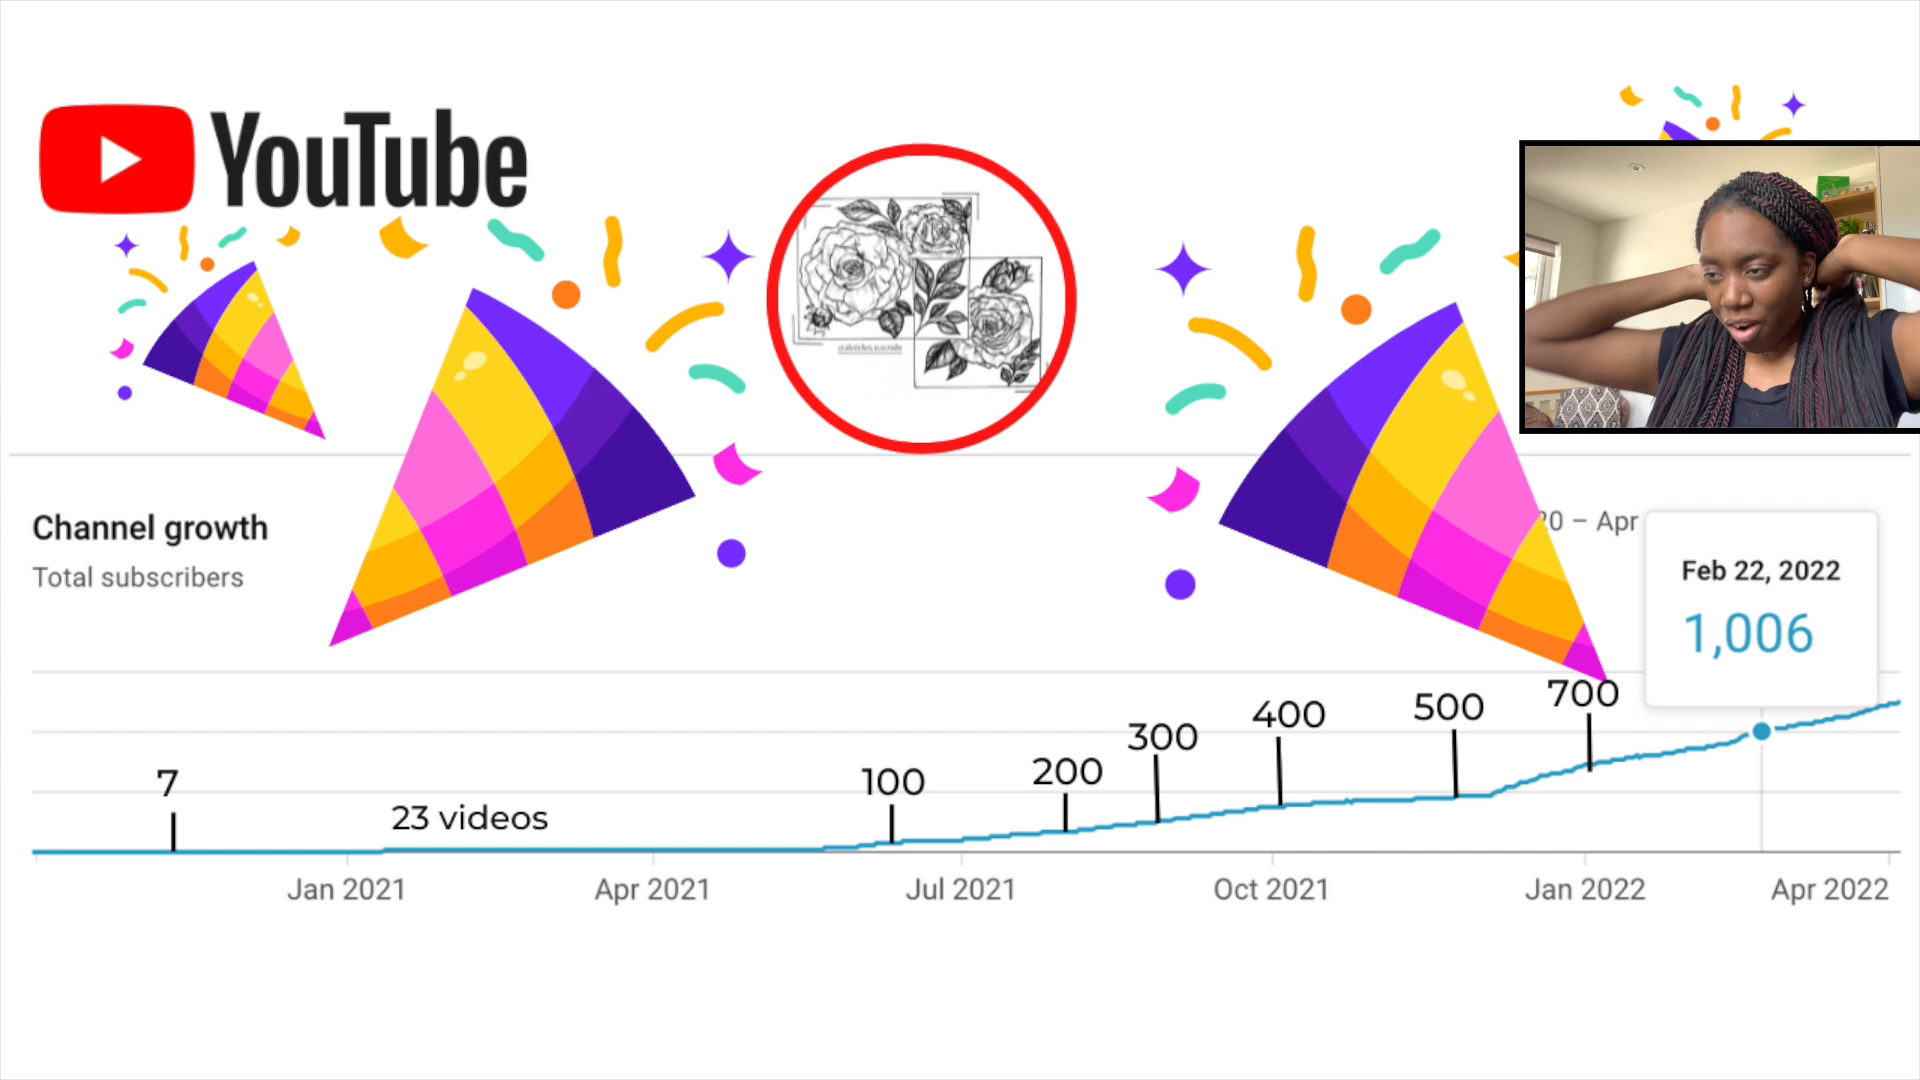 YouTube
Channel growth
Total subscribers
20 – Apr
Feb 22, 2022
1,006
7
23 videos
100
200
300
400
500
700
Jan 2021
Apr 2021
Jul 2021
Oct 2021
Jan 2022
Apr 2022